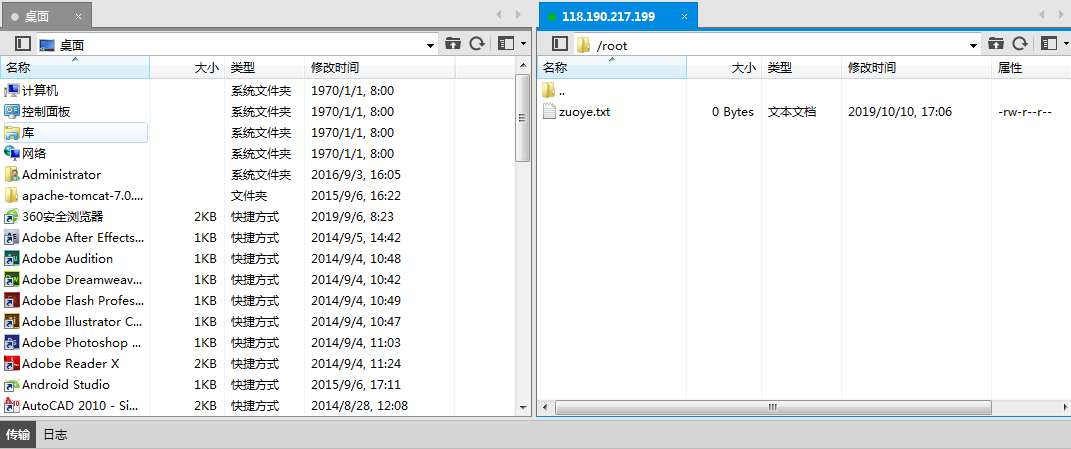 桌面 ×
桌面
名称 大小 类型 修改时间
计算机 系统文件夹 1970/1/1, 8:00
控制面板 系统文件夹 1970/1/1, 8:00
库 系统文件夹 1970/1/1, 8:00
网络 系统文件夹 1970/1/1, 8:00
Administrator 系统文件夹 2016/9/3, 16:05
apache-tomcat-7.0.... 文件夹 2015/9/6, 16:22
360安全浏览器 2KB 快捷方式 2019/9/6, 8:23
Adobe After Effects... 1KB 快捷方式 2014/9/5, 14:42
Adobe Audition 1KB 快捷方式 2014/9/4, 10:48
Adobe Dreamweav... 1KB 快捷方式 2014/9/4, 10:42
Adobe Flash Profes... 1KB 快捷方式 2014/9/4, 10:49
Adobe Illustrator C... 1KB 快捷方式 2014/9/4, 10:47
Adobe Photoshop ... 1KB 快捷方式 2014/9/4, 11:03
Adobe Reader X 2KB 快捷方式 2014/9/4, 11:24
Android Studio 1KB 快捷方式 2015/9/6, 17:11
AutoCAD 2010 - Si... 2KB 快捷方式 2014/8/28, 12:08
118.190.217.199 ×
/root
名称 大小 类型 修改时间 属性
..
zuoye.txt 0 Bytes 文本文档 2019/10/10, 17:06 -rw-r--r--
传输 日志